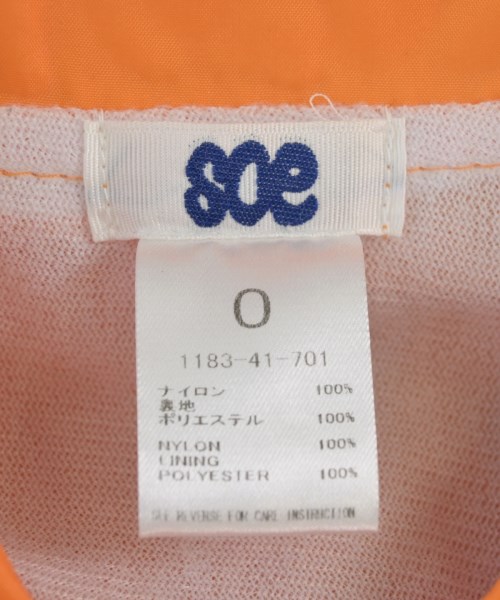 soe
0
1183-41-701
ナイロン 100%
裏地
ポリエステル 100%
NYLON 100%
LINING
POLYESTER 100%
SEE REVERSE FOR CARE INSTRUCTION